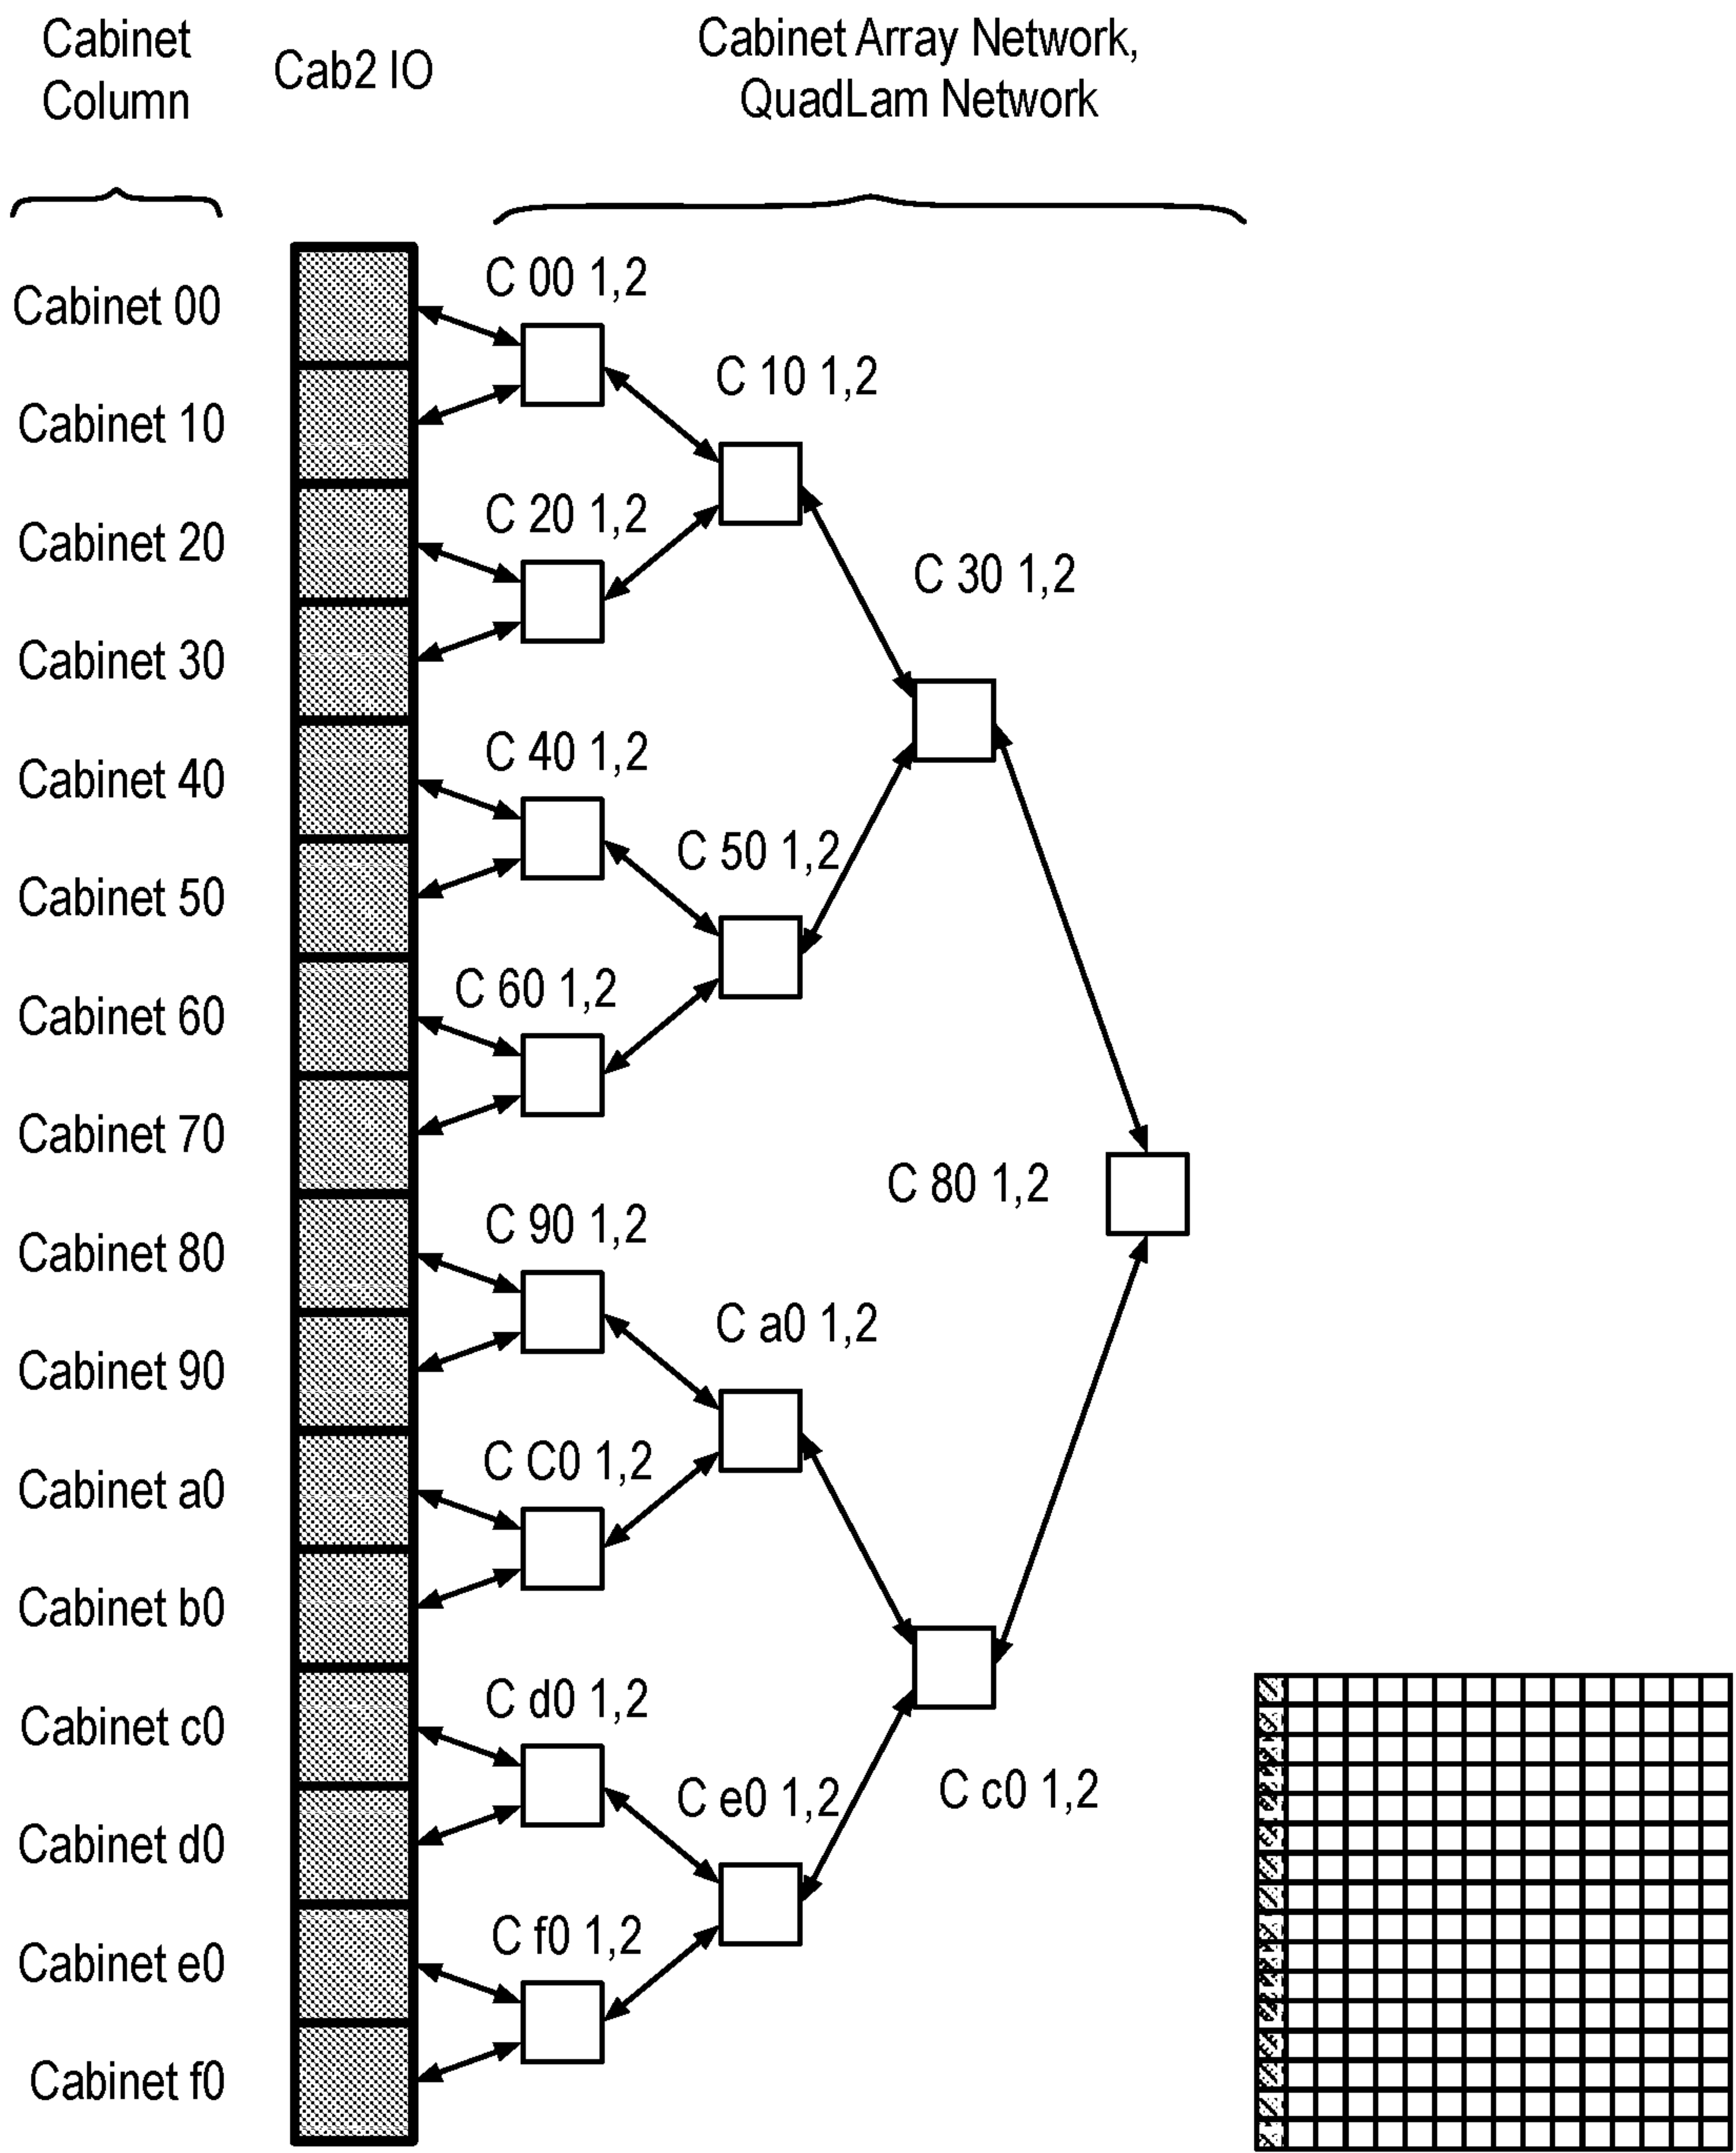 Cabinet
Column
Cab2 IO
Cabinet Array Network,
QuadLam Network
Cabinet 00
Cabinet 10
Cabinet 20
Cabinet 30
Cabinet 40
Cabinet 50
Cabinet 60
Cabinet 70
Cabinet 80
Cabinet 90
Cabinet a0
Cabinet b0
Cabinet c0
Cabinet d0
Cabinet e0
Cabinet f0
C 00 1,2
C 10 1,2
C 20 1,2
C 30 1,2
C 40 1,2
C 50 1,2
C 60 1,2
C 80 1,2
C 90 1,2
C a0 1,2
C C0 1,2
C d0 1,2
C e0 1,2
C c0 1,2
C f0 1,2